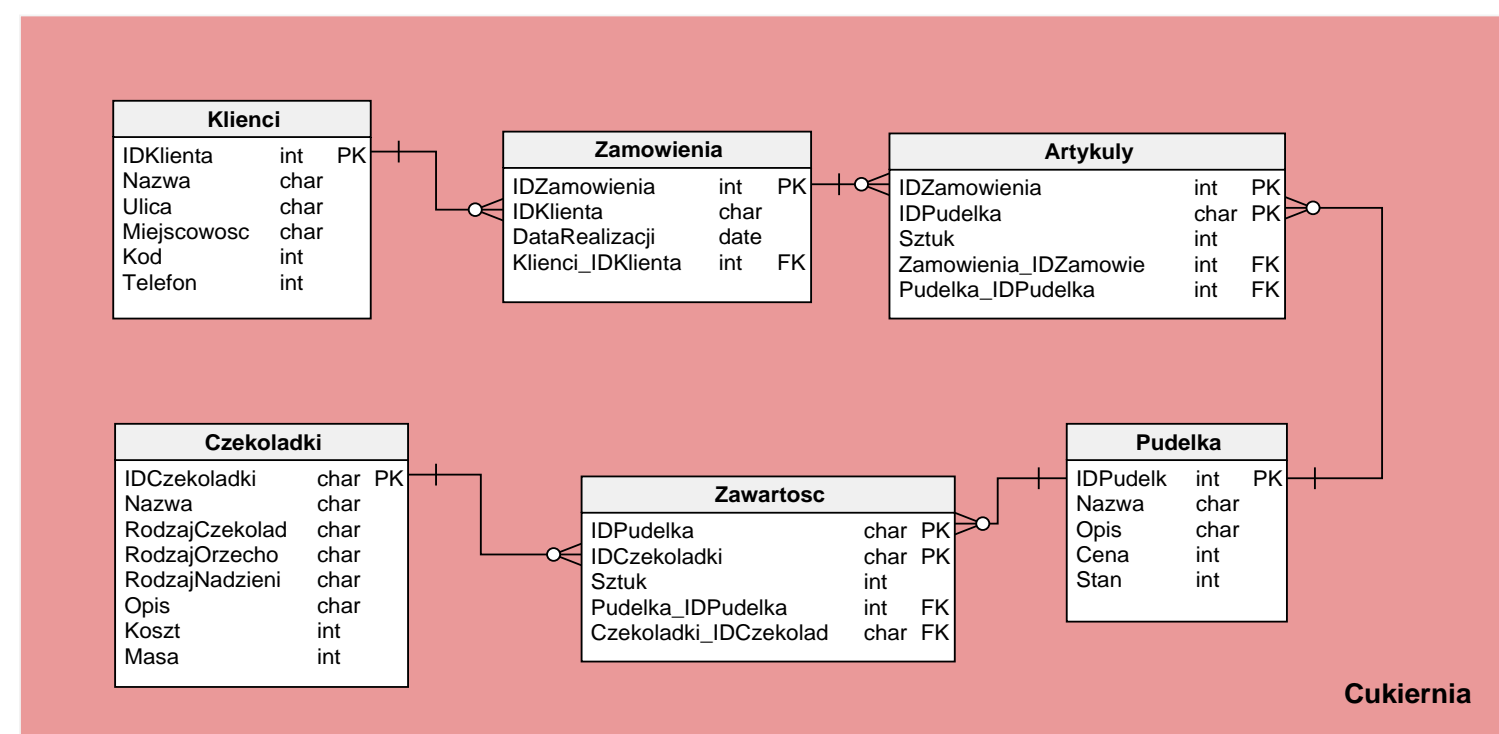 Klienci
IDKlienta int PK
Nazwa char
Ulica char
Miejscowosc char
Kod int
Telefon int
Zamowienia
IDZamowienia int PK
IDKlienta char
DataRealizacji date
Klienci_IDKlienta int FK
Artykuly
IDZamowienia int PK
IDPudelka char PK
Sztuk int
Zamowienia_IDZamowie int FK
Pudelka_IDPudelka int FK
Czekoladki
IDCzekoladki char PK
Nazwa char
RodzajCzekolad char
RodzajOrzecho char
RodzajNadzieni char
Opis char
Koszt int
Masa int
Zawartosc
IDPudelka char PK
IDCzekoladki char PK
Sztuk int
Pudelka_IDPudelka int FK
Czekoladki_IDCzekolad char FK
Pudelka
IDPudelk int PK
Nazwa char
Opis char
Cena int
Stan int
Cukiernia